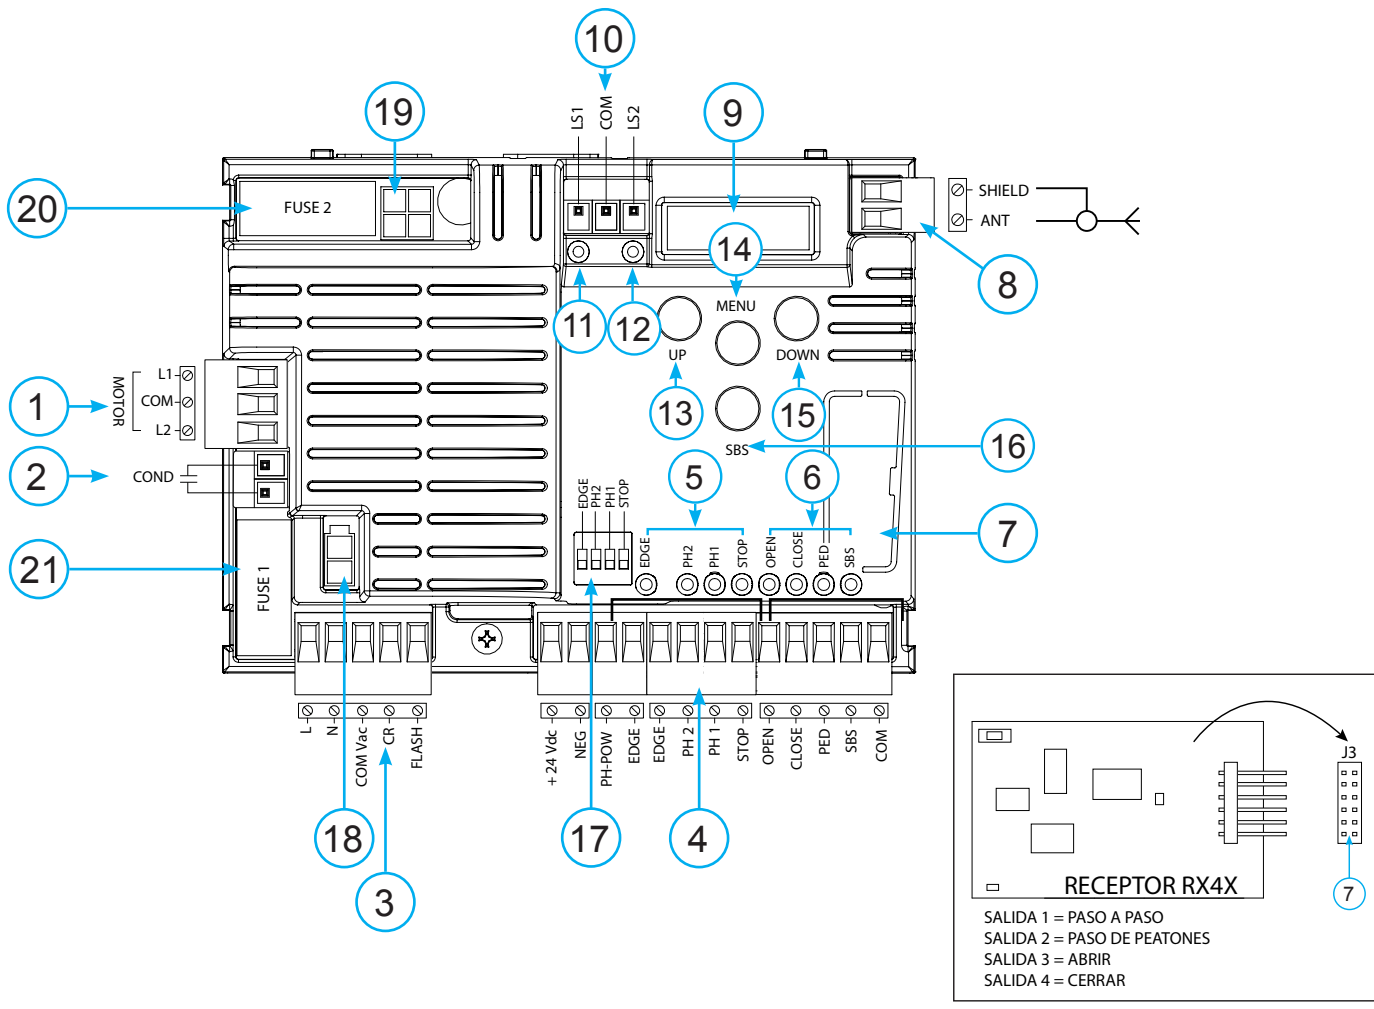 10
LS1
COM
LS2
19
9
20
FUSE 2
SHIELD
ANT
14
8
11
12
MENU
UP
DOWN
13
15
1
MOTOR
L1
COM
L2
SBS
16
2
COND
5
6
EDGE
PH2
PH1
STOP
7
EDGE
PH2
PH1
STOP
OPEN
CLOSE
PED
SBS
21
FUSE 1
L
N
COM Vac
CR
FLASH
+ 24 Vdc
NEG
PH-POW
EDGE
EDGE
PH 2
PH 1
STOP
OPEN
CLOSE
PED
SBS
COM
18
17
4
3
J3
RECEPTOR RX4X
7
SALIDA 1 = PASO A PASO
SALIDA 2 = PASO DE PEATONES
SALIDA 3 = ABRIR
SALIDA 4 = CERRAR